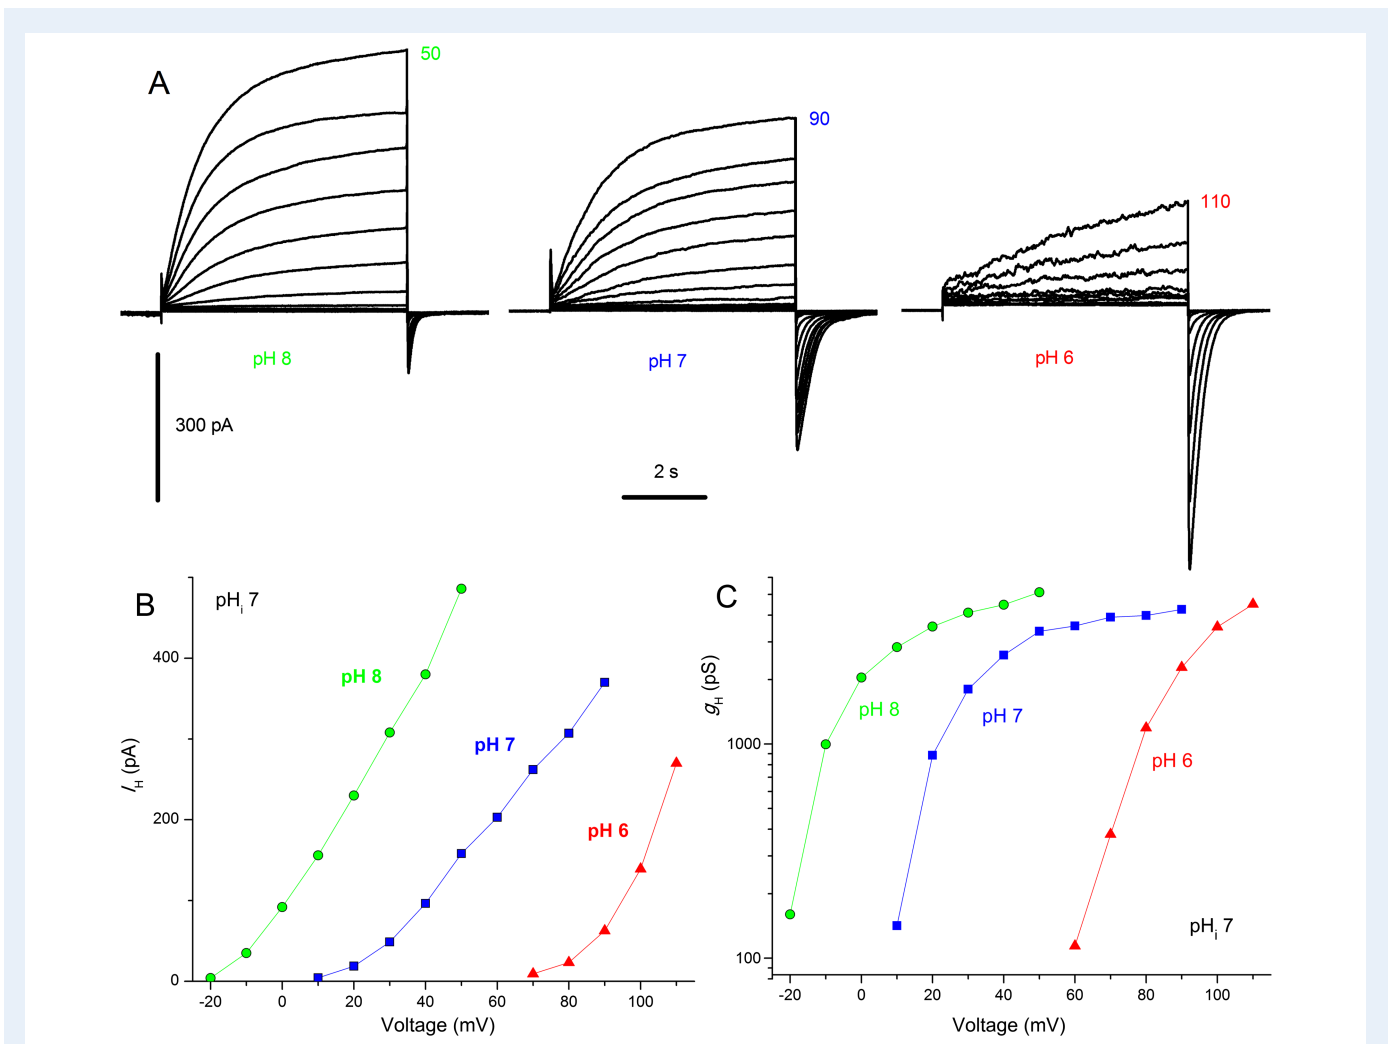 A
50
90
110
pH 8
pH 7
pH 6
300 pA
2 s
B
pHi 7
pH 8
pH 7
pH 6
400
200
0
IH (pA)
-20 0 20 40 60 80 100
Voltage (mV)
C
pH 8
pH 7
pH 6
pHi 7
1000
100
gH (pS)
-20 0 20 40 60 80 100
Voltage (mV)